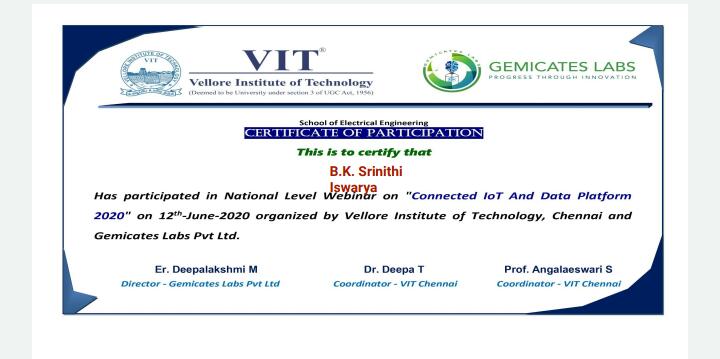 VIT®
Vellore Institute of Technology
(Deemed to be University under section 3 of UGC Act, 1956)
GEMICATES LABS
PROGRESS THROUGH INNOVATION
School of Electrical Engineering
CERTIFICATE OF PARTICIPATION
This is to certify that
B.K. Srinithi
Iswarya
Has participated in National Level Webinar on "Connected IoT And Data Platform
2020" on 12th-June-2020 organized by Vellore Institute of Technology, Chennai and
Gemicates Labs Pvt Ltd.
Er. Deepalakshmi M
Dr. Deepa T
Prof. Angalaeswari S
Director - Gemicates Labs Pvt Ltd
Coordinator - VIT Chennai
Coordinator - VIT Chennai